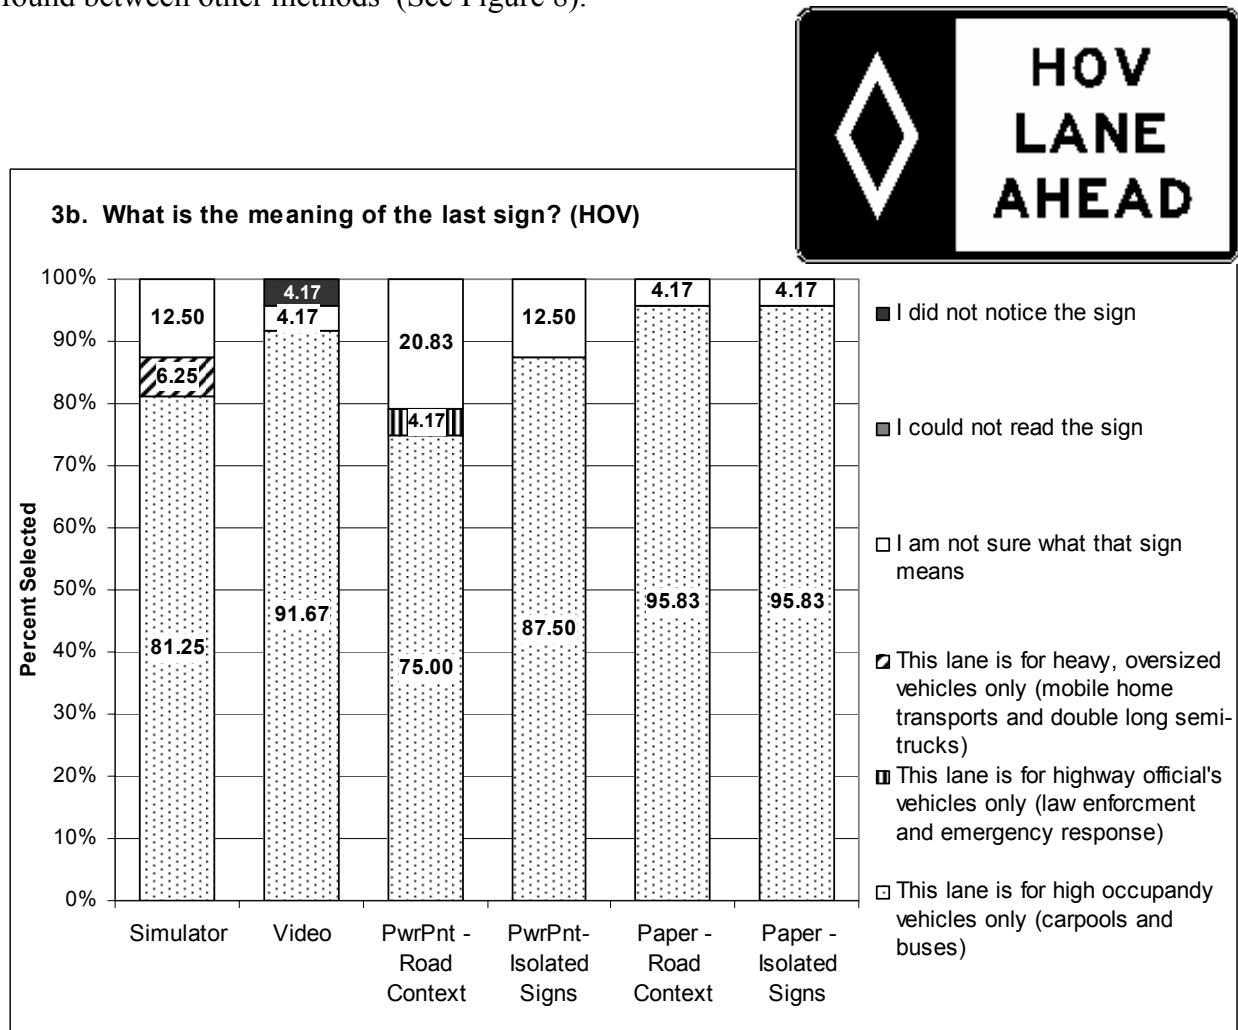 found between other methods (See Figure 8).
HOV
LANE
AHEAD
3b. What is the meaning of the last sign? (HOV)
100%
90%
80%
70%
60%
50%
40%
30%
20%
10%
0%
Percent Selected
12.50
6.25
81.25
4.17
4.17
91.67
20.83
4.17
75.00
12.50
87.50
4.17
95.83
4.17
95.83
Simulator
Video
PwrPnt -
Road
Context
PwrPnt-
Isolated
Signs
Paper -
Road
Context
Paper -
Isolated
Signs
I did not notice the sign
I could not read the sign
I am not sure what that sign
means
This lane is for heavy, oversized
vehicles only (mobile home
transports and double long semi-
trucks)
This lane is for highway official's
vehicles only (law enforcment
and emergency response)
This lane is for high occupandy
vehicles only (carpools and
buses)